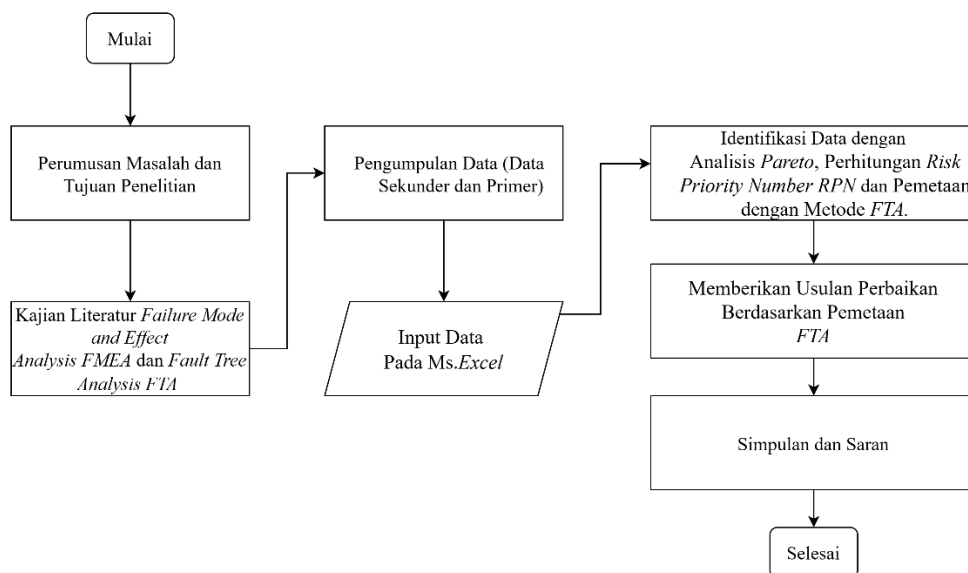 Mulai
Perumusan Masalah dan
Tujuan Penelitian
Kajian Literatur Failure Mode
and Effect
Analysis FMEA dan Fault Tree
Analysis FTA
Pengumpulan Data (Data
Sekunder dan Primer)
Input Data
Pada Ms.Excel
Identifikasi Data dengan
Analisis Pareto, Perhitungan Risk
Priority Number RPN dan Pemetaan
dengan Metode FTA.
Memberikan Usulan Perbaikan
Berdasarkan Pemetaan
FTA
Simpulan dan Saran
Selesai